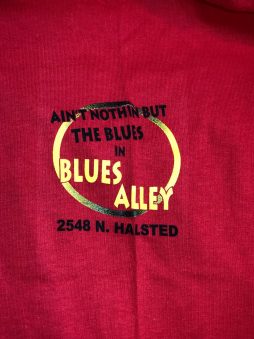 AIN'T NOTHIN BUT
THE BLUES
IN
BLUES
ALLEY
2548 N. HALSTED